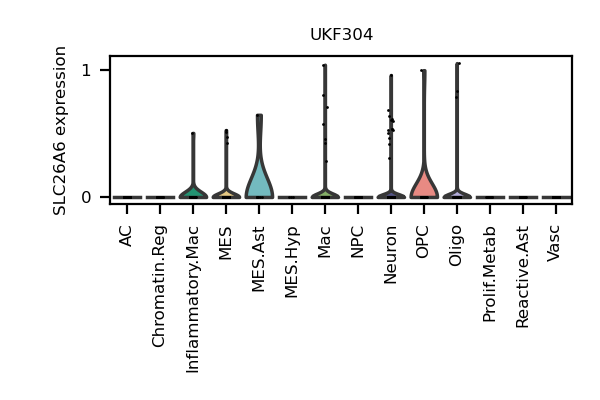 UKF304
SLC26A6 expression
1
0
AC
Chromatin.Reg
Inflammatory.Mac
MES
MES.Ast
MES.Hyp
Mac
NPC
Neuron
OPC
Oligo
Prolif.Metab
Reactive.Ast
Vasc